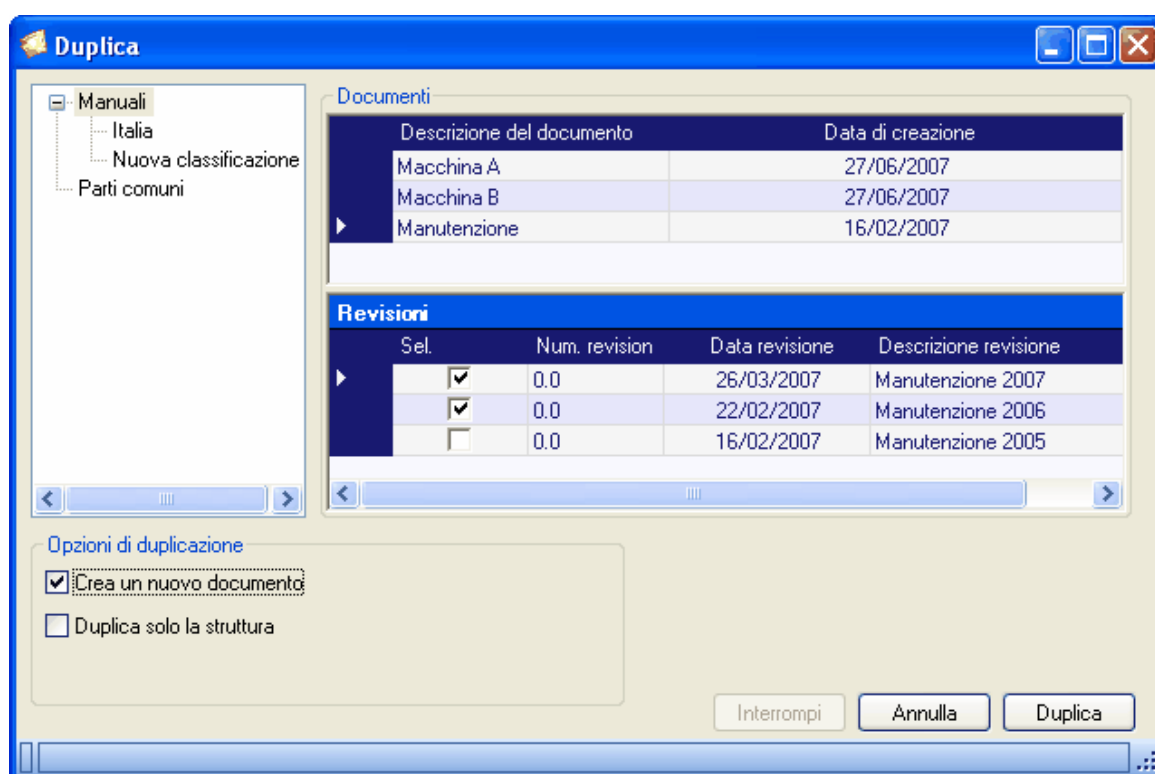 Duplica
Manuali
Italia
Nuova classificazione
Parti comuni
Documenti
Descrizione del documento Data di creazione
Macchina A 27/06/2007
Macchina B 27/06/2007
Manutenzione 16/02/2007
Revisioni
Sel. Num. revision Data revisione Descrizione revisione
0.0 26/03/2007 Manutenzione 2007
0.0 22/02/2007 Manutenzione 2006
0.0 16/02/2007 Manutenzione 2005
Opzioni di duplicazione
Crea un nuovo documento
Duplica solo la struttura
Interrompi Annulla Duplica